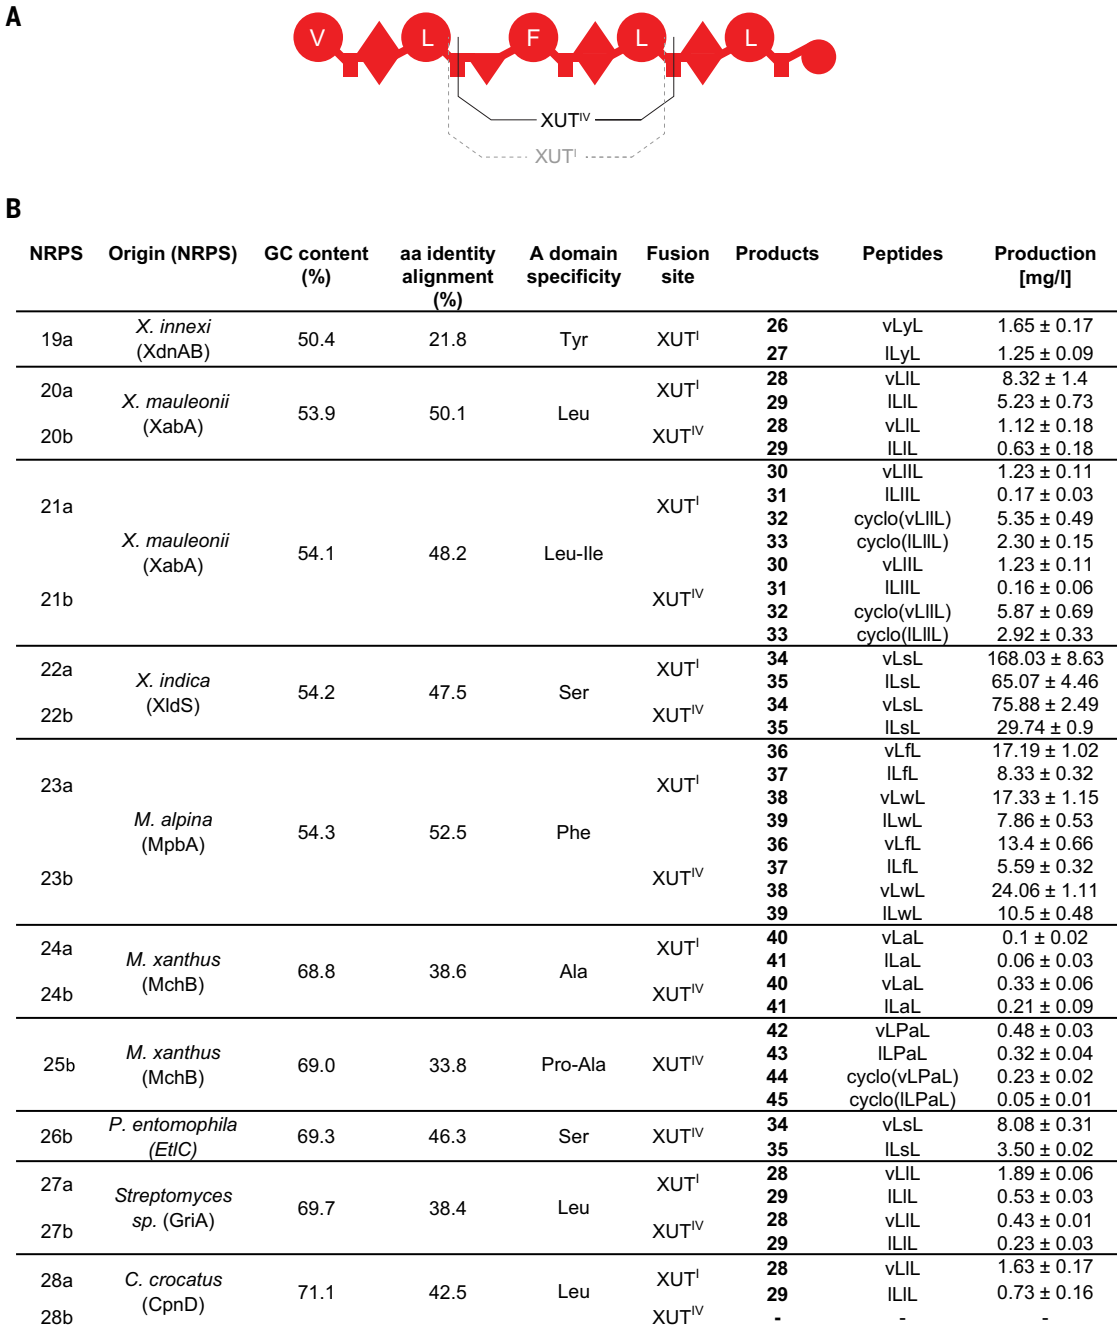 A
V L F L L
XUTIV
XUTI
B
NRPS Origin (NRPS) GC content (%) aa identity alignment (%) A domain specificity Fusion site Products Peptides Production [mg/l]
19a X. innexi (XdnAB) 50.4 21.8 Tyr XUTI 26 vLyL 1.65 ± 0.17
27 lLyL 1.25 ± 0.09
20a X. mauleonii (XabA) 53.9 50.1 Leu XUTI 28 vLlL 8.32 ± 1.4
29 lLlL 5.23 ± 0.73
20b XUTIV 28 vLlL 1.12 ± 0.18
29 lLlL 0.63 ± 0.18
21a X. mauleonii (XabA) 54.1 48.2 Leu-Ile XUTI 30 vLlIL 1.23 ± 0.11
31 lLlIL 0.17 ± 0.03
32 cyclo(vLlIL) 5.35 ± 0.49
33 cyclo(lLlIL) 2.30 ± 0.15
21b XUTIV 30 vLlIL 1.23 ± 0.11
31 lLlIL 0.16 ± 0.06
32 cyclo(vLlIL) 5.87 ± 0.69
33 cyclo(lLlIL) 2.92 ± 0.33
22a X. indica (XldS) 54.2 47.5 Ser XUTI 34 vLsL 168.03 ± 8.63
35 lLsL 65.07 ± 4.46
22b XUTIV 34 vLsL 75.88 ± 2.49
35 lLsL 29.74 ± 0.9
23a M. alpina (MpbA) 54.3 52.5 Phe XUTI 36 vLfL 17.19 ± 1.02
37 lLfL 8.33 ± 0.32
38 vLwL 17.33 ± 1.15
39 lLwL 7.86 ± 0.53
23b XUTIV 36 vLfL 13.4 ± 0.66
37 lLfL 5.59 ± 0.32
38 vLwL 24.06 ± 1.11
39 lLwL 10.5 ± 0.48
24a M. xanthus (MchB) 68.8 38.6 Ala XUTI 40 vLaL 0.1 ± 0.02
41 lLaL 0.06 ± 0.03
24b XUTIV 40 vLaL 0.33 ± 0.06
41 lLaL 0.21 ± 0.09
25b M. xanthus (MchB) 69.0 33.8 Pro-Ala XUTIV 42 vLPaL 0.48 ± 0.03
43 lLPaL 0.32 ± 0.04
44 cyclo(vLPaL) 0.23 ± 0.02
45 cyclo(lLPaL) 0.05 ± 0.01
26b P. entomophila (EtlC) 69.3 46.3 Ser XUTIV 34 vLsL 8.08 ± 0.31
35 lLsL 3.50 ± 0.02
27a Streptomyces sp. (GriA) 69.7 38.4 Leu XUTI 28 vLlL 1.89 ± 0.06
29 lLlL 0.53 ± 0.03
27b XUTIV 28 vLlL 0.43 ± 0.01
29 lLlL 0.23 ± 0.03
28a C. crocatus (CpnD) 71.1 42.5 Leu XUTI 28 vLlL 1.63 ± 0.17
29 lLlL 0.73 ± 0.16
28b XUTIV - - -